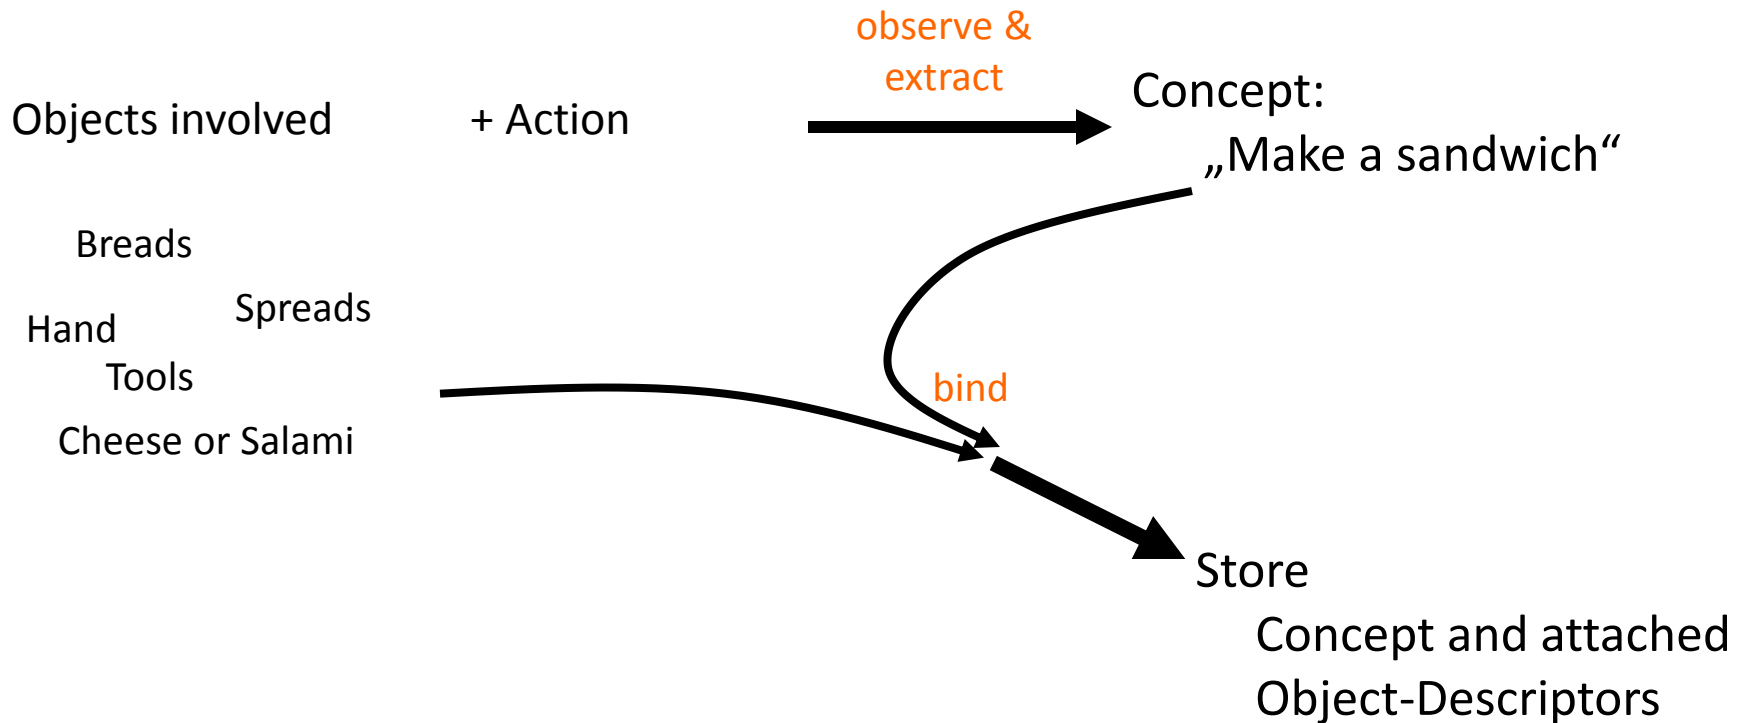 observe &
extract
Objects involved + Action
Concept:
„Make a sandwich“
Breads
Spreads
Hand
Tools
bind
Cheese or Salami
Store
Concept and attached
Object-Descriptors